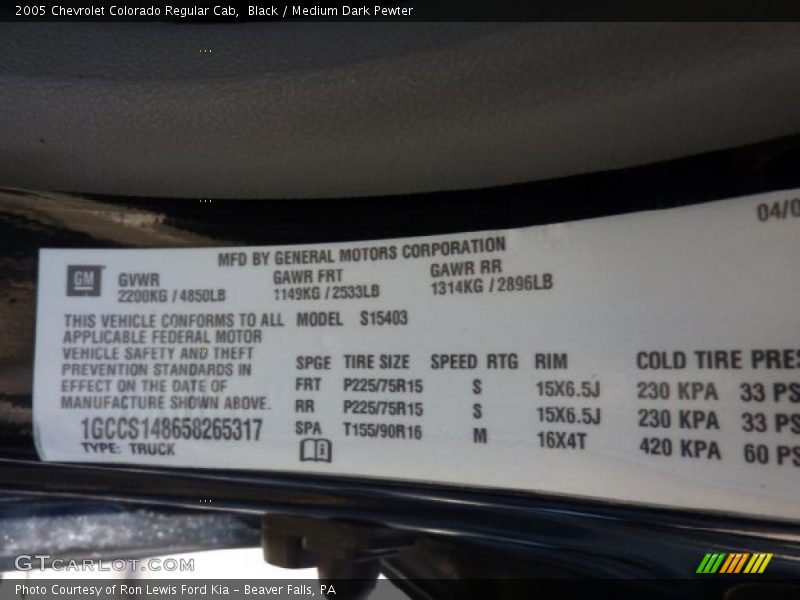 2005 Chevrolet Colorado Regular Cab, Black / Medium Dark Pewter
04/0
MFD BY GENERAL MOTORS CORPORATION
GM GVWR GAWR FRT GAWR RR
2200KG / 4850LB 1149KG / 2533LB 1314KG / 2896LB
THIS VEHICLE CONFORMS TO ALL MODEL S15403
APPLICABLE FEDERAL MOTOR
VEHICLE SAFETY AND THEFT
PREVENTION STANDARDS IN
EFFECT ON THE DATE OF
MANUFACTURE SHOWN ABOVE.
1GCCS148658265317
TYPE: TRUCK
SPGE TIRE SIZE SPEED RTG RIM COLD TIRE PRES
FRT P225/75R15 S 15X6.5J 230 KPA 33 PS
RR P225/75R15 S 15X6.5J 230 KPA 33 PS
SPA T155/90R16 M 16X4T 420 KPA 60 PS
GTCarLot.com
Photo Courtesy of Ron Lewis Ford Kia - Beaver Falls, PA